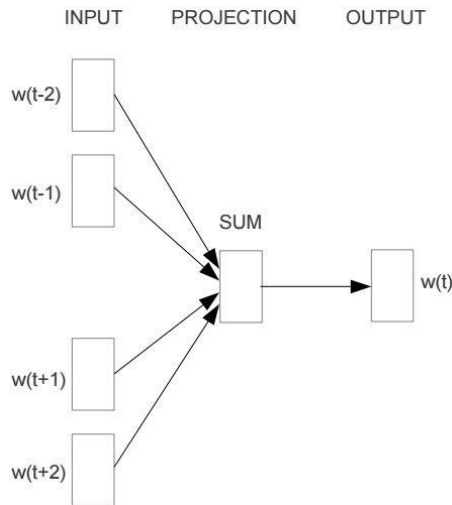 INPUT PROJECTION OUTPUT
w(t-2)
w(t-1)
SUM
w(t)
w(t+1)
w(t+2)